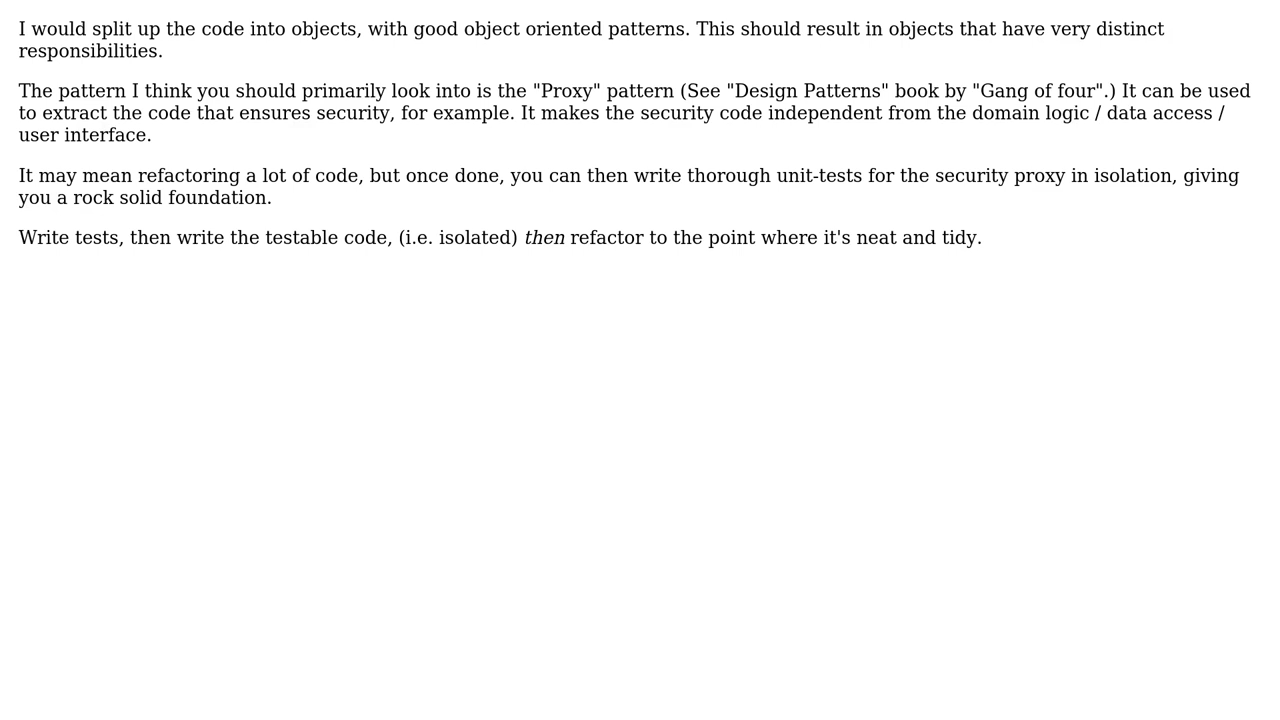 I would split up the code into objects, with good object oriented patterns. This should result in objects that have very distinct
responsibilities.
The pattern I think you should primarily look into is the "Proxy" pattern (See "Design Patterns" book by "Gang of four".) It can be used
to extract the code that ensures security, for example. It makes the security code independent from the domain logic / data access /
user interface.
It may mean refactoring a lot of code, but once done, you can then write thorough unit-tests for the security proxy in isolation, giving
you a rock solid foundation.
Write tests, then write the testable code, (i.e. isolated) then refactor to the point where it's neat and tidy.